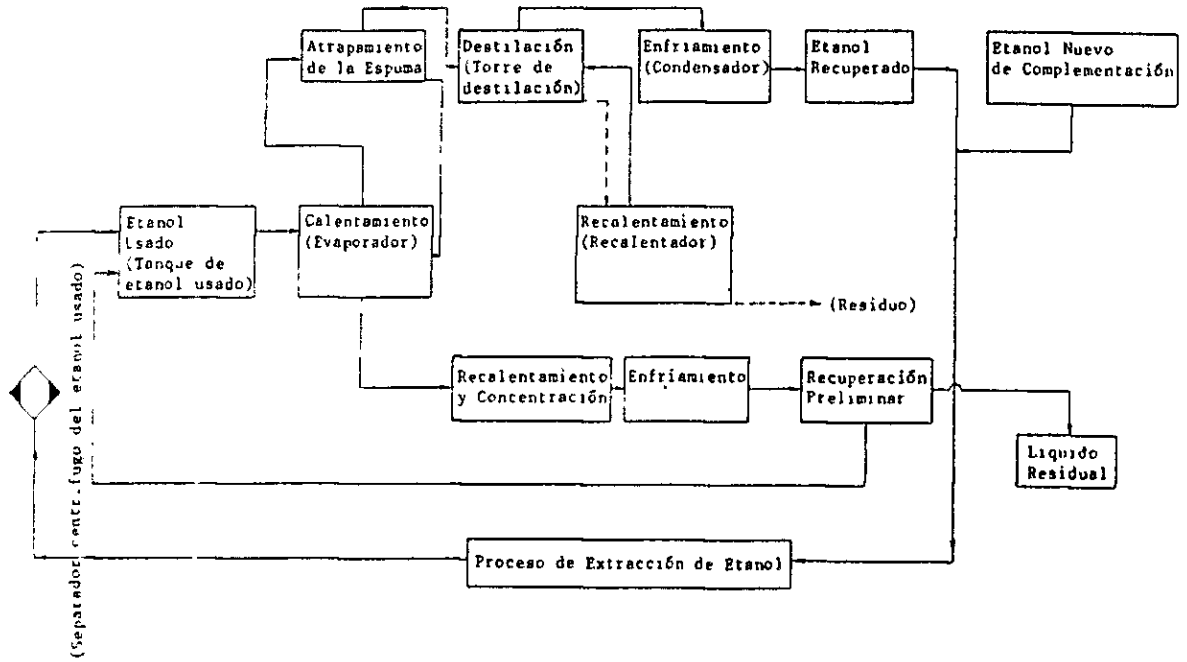 Atrapamiento
de la Espuma
Destilación
(Torre de
destilación)
Enfriamiento
(Condensador)
Etanol
Recuperado
Etanol Nuevo
de Complementación
Etanol
Usado
(Tanque de
etanol usado)
Calentamiento
(Evaporador)
Recalentamiento
(Recalentador)
(Residuo)
(Separador centrífugo del etanol usado)
Recalentamiento
y Concentración
Enfriamiento
Recuperación
Preliminar
Líquido
Residual
Proceso de Extracción de Etanol